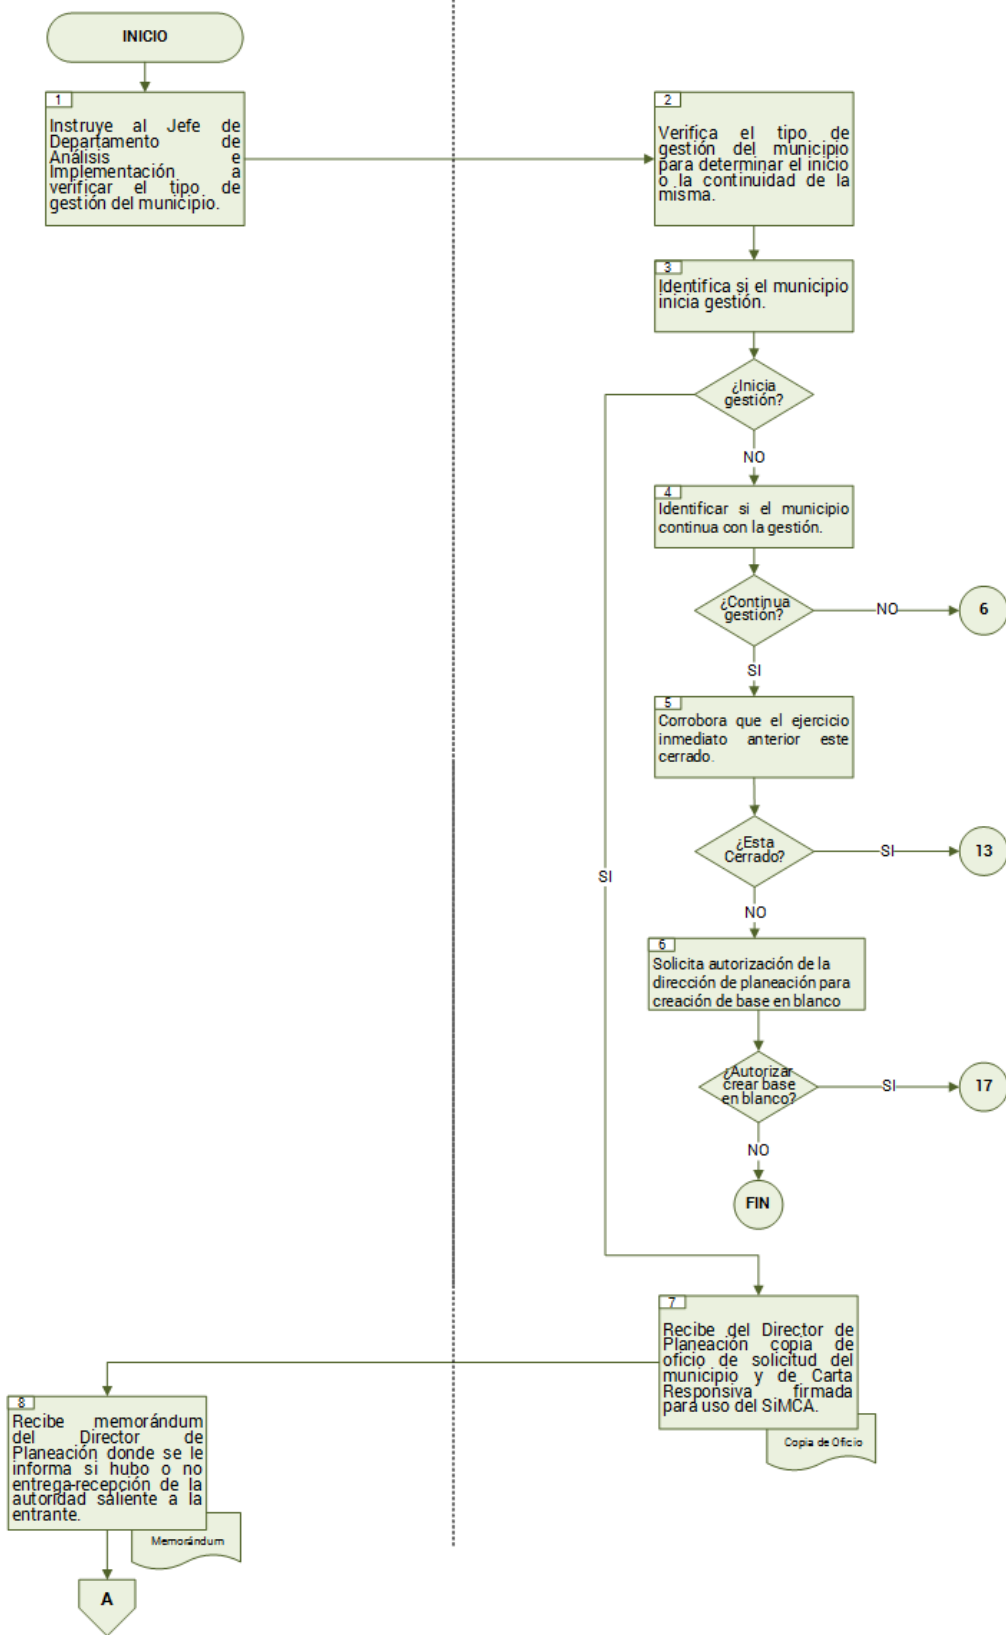 INICIO
1
Instruye al Jefe de
Departamento de
Análisis e
Implementación a
verificar el tipo de
gestión del municipio.
2
Verifica el tipo de
gestión del municipio
para determinar el inicio
o la continuidad de la
misma.
3
Identifica si el municipio
inicia gestión.
¿Inicia
gestión?
NO
4
Identificar si el municipio
continua con la gestión.
¿Continua
gestión?
NO
6
SI
5
Corrobora que el ejercicio
inmediato anterior este
cerrado.
¿Esta
Cerrado?
SI
13
SI
NO
6
Solicita autorización de la
dirección de planeación para
creación de base en blanco
¿Autorizar
crear base
en blanco?
SI
17
NO
FIN
7
Recibe del Director de
Planeación copia de
oficio de solicitud del
municipio y de Carta
Responsiva firmada
para uso del SiMCA.
Copia de Oficio
8
Recibe memorándum
del Director de
Planeación donde se le
informa si hubo o no
entrega-recepción de la
autoridad saliente a la
entrante.
Memorándum
A